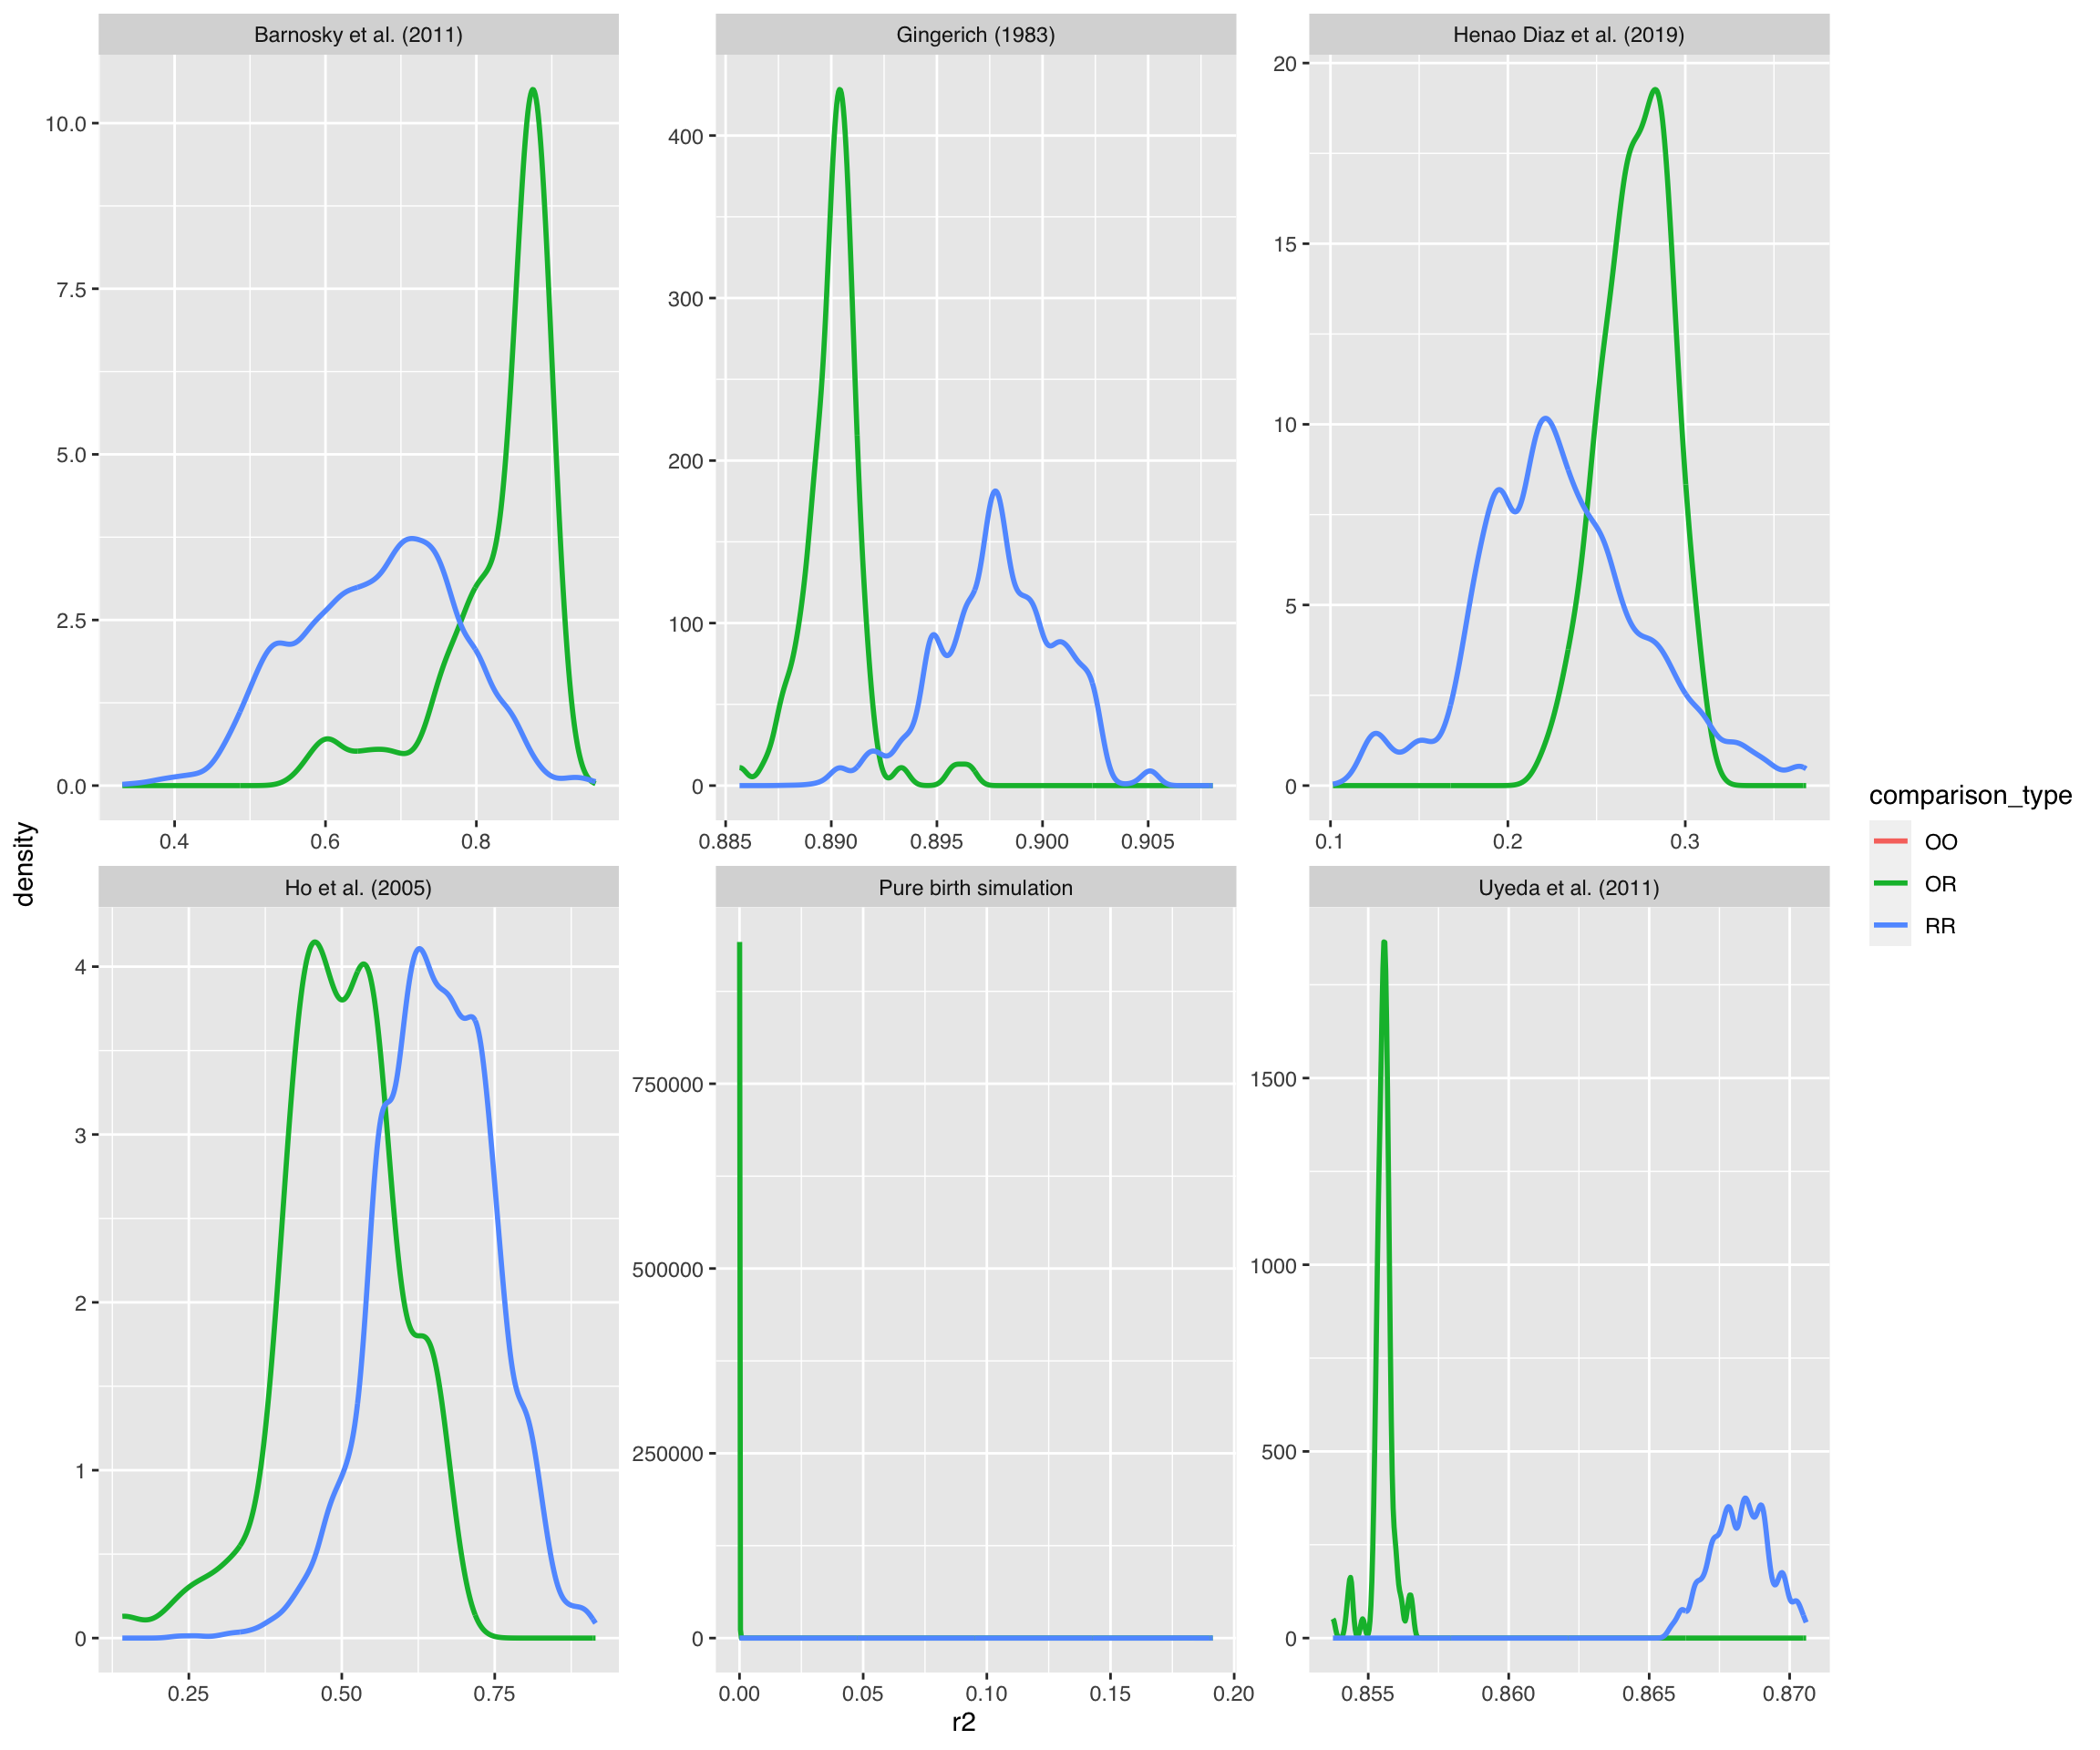 Barnosky et al. (2011)
Gingerich (1983)
Henao Diaz et al. (2019)
10.0
7.5
5.0
2.5
0.0
0.4 0.6 0.8
400
300
200
100
0
0.885 0.890 0.895 0.900 0.905
20
15
10
5
0
0.1 0.2 0.3
Ho et al. (2005)
Pure birth simulation
Uyeda et al. (2011)
4
3
2
1
0
0.25 0.50 0.75
750000
500000
250000
0
0.00 0.05 0.10 0.15 0.20
1500
1000
500
0
0.855 0.860 0.865 0.870
density
r2
comparison_type
OO
OR
RR